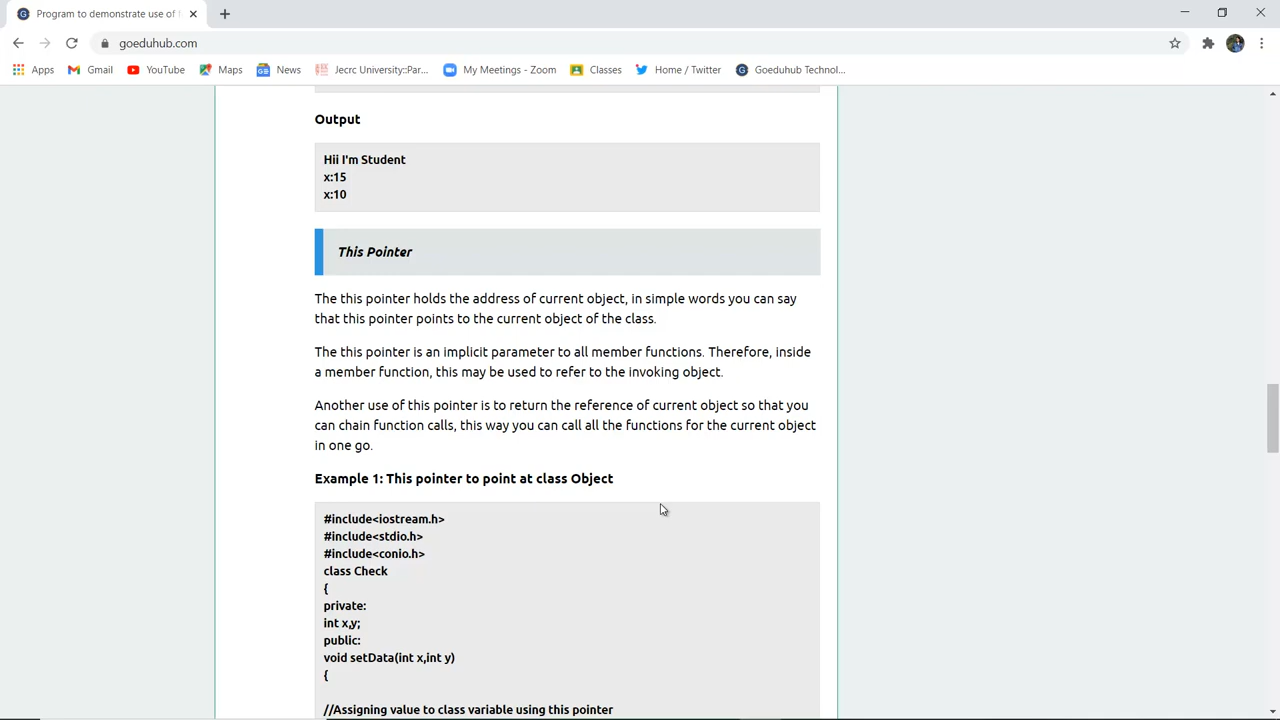 Program to demonstrate use of
goeduhub.com
Apps
Gmail
YouTube
Maps
News
Jecrc University::Par...
My Meetings - Zoom
Classes
Home / Twitter
Goeduhub Technol...
Output
Hii I'm Student
x:15
x:10
This Pointer
The this pointer holds the address of current object, in simple words you can say
that this pointer points to the current object of the class.
The this pointer is an implicit parameter to all member functions. Therefore, inside
a member function, this may be used to refer to the invoking object.
Another use of this pointer is to return the reference of current object so that you
can chain function calls, this way you can call all the functions for the current object
in one go.
Example 1: This pointer to point at class Object
#include<iostream.h>
#include<stdio.h>
#include<conio.h>
class Check
{
private:
int x,y;
public:
void setData(int x,int y)
{
//Assigning value to class variable using this pointer